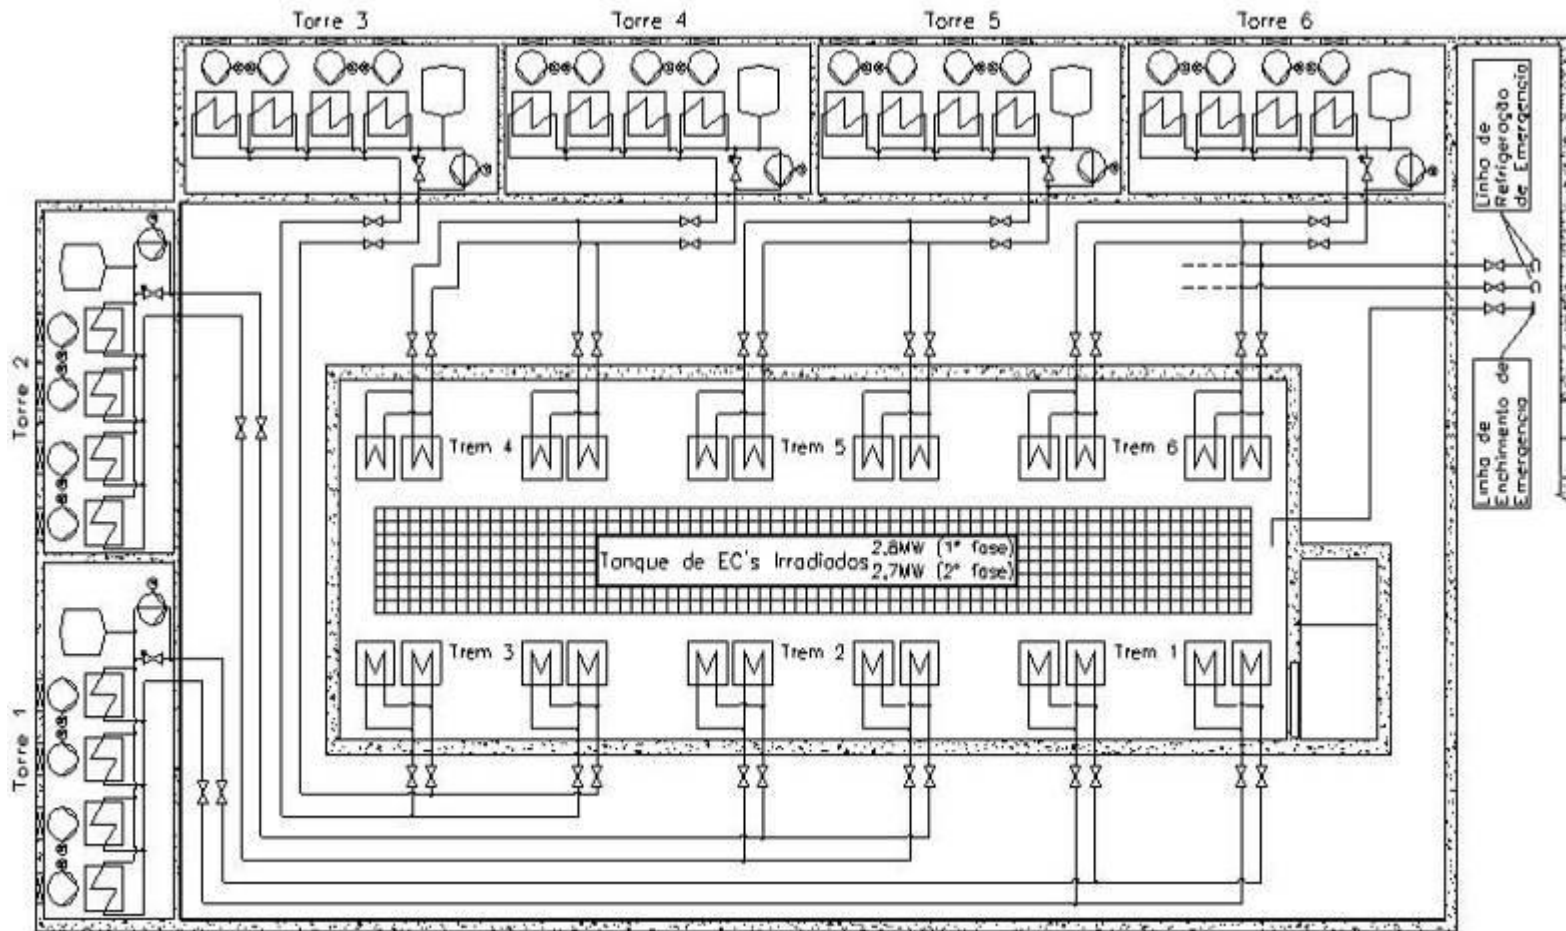 Torre 3
Torre 4
Torre 5
Torre 6
Linha de
Refrigeração
de Emergencia
Torre 2
Linha de
Enchimento de
Emergencia
Trem 4
Trem 5
Trem 6
Tanque de EC's Irradiados
2.8MW (1ª fase)
2.7MW (2ª fase)
Trem 3
Trem 2
Trem 1
Torre 1